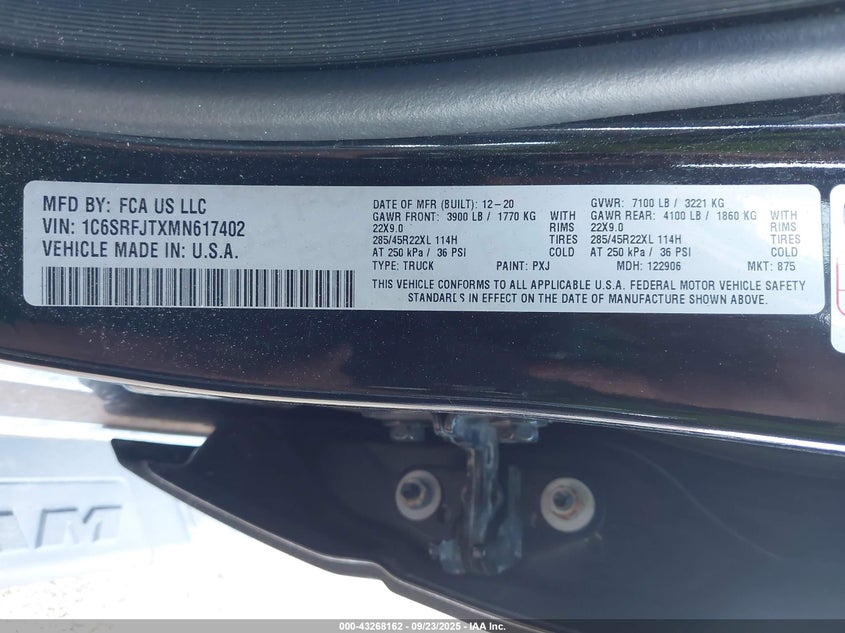 MFD BY: FCA US LLC
VIN: 1C6SRFJTXMN617402
VEHICLE MADE IN: U.S.A.
DATE OF MFR (BUILT): 12-20 GVWR: 7100 LB / 3221 KG
GAWR FRONT: 3900 LB / 1770 KG WITH GAWR REAR: 4100 LB / 1860 KG WITH
22X9.0 RIMS 22X9.0 RIMS
285/45R22XL 114H TIRES 285/45R22XL 114H TIRES
AT 250 kPa / 36 PSI COLD AT 250 kPa / 36 PSI COLD
TYPE: TRUCK PAINT: PXJ MDH: 122906 MKT: 875
THIS VEHICLE CONFORMS TO ALL APPLICABLE U.S.A. FEDERAL MOTOR VEHICLE SAFETY
STANDARDS IN EFFECT ON THE DATE OF MANUFACTURE SHOWN ABOVE.
RAM
000-43268162 - 09/23/2025 - IAA Inc.